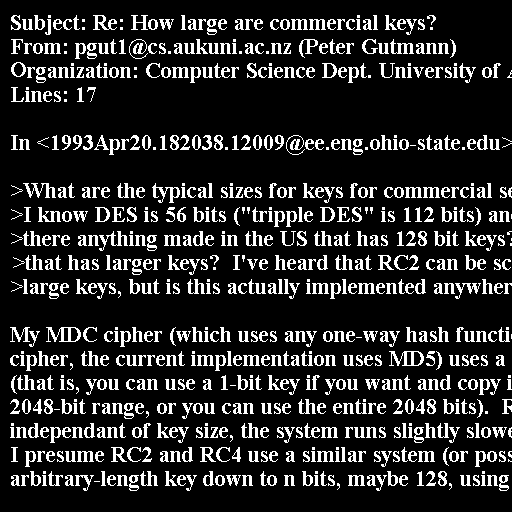 Subject: Re: How large are commercial keys?
From: pgut1@cs.aukuni.ac.nz (Peter Gutmann)
Organization: Computer Science Dept. University of
Lines: 17

In <1993Apr20.182038.12009@ee.eng.ohio-state.edu>

>What are the typical sizes for keys for commercial
>I know DES is 56 bits ("tripple DES" is 112 bits)
>there anything made in the US that has 128 bit keys?
>that has larger keys?  I've heard that RC2 can be
>large keys, but is this actually implemented

My MDC cipher (which uses any one-way hash
cipher, the current implementation uses MD5) uses a
(that is, you can use a 1-bit key if you want and copy
2048-bit range, or you can use the entire 2048 bits).
independant of key size, the system runs slightly
I presume RC2 and RC4 use a similar system (or
arbitrary-length key down to n bits, maybe 128, using